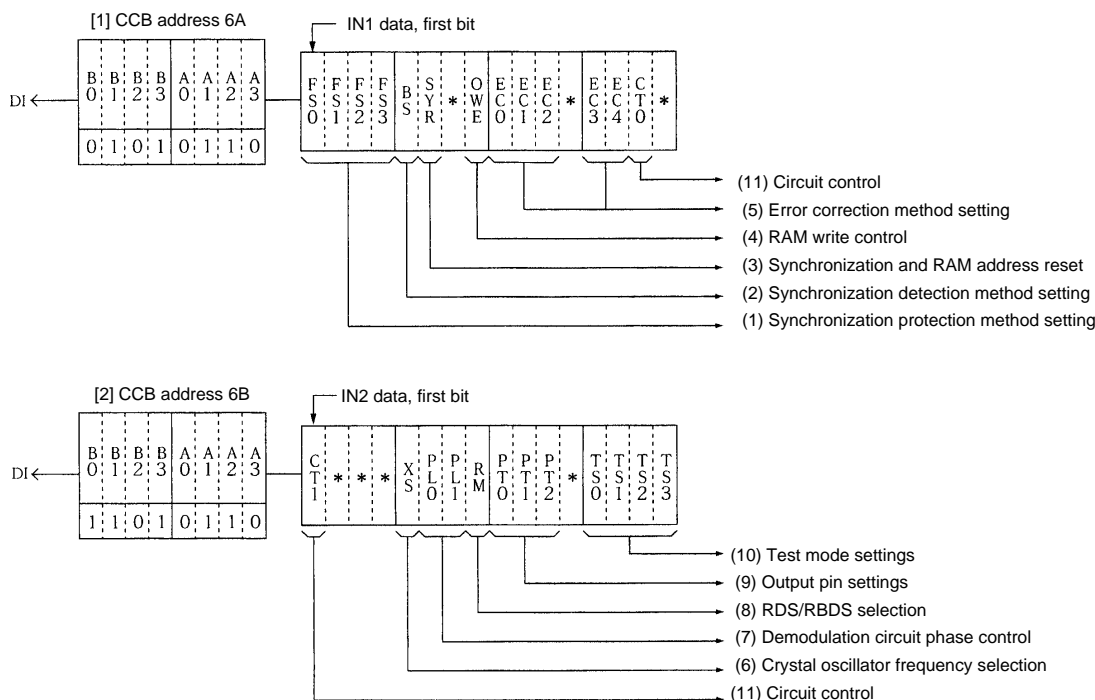 [1] CCB address 6A
IN1 data, first bit
DI
B0 B1 B2 B3 A0 A1 A2 A3
FS0 FS1 FS2 FS3 BS SYR * OWE EC0 EC1 EC2 * EC3 EC4 CT0 *
0 1 0 1 0 1 1 0
(11) Circuit control
(5) Error correction method setting
(4) RAM write control
(3) Synchronization and RAM address reset
(2) Synchronization detection method setting
(1) Synchronization protection method setting
[2] CCB address 6B
IN2 data, first bit
DI
B0 B1 B2 B3 A0 A1 A2 A3
CT1 * * * XS PL0 PL1 RM PT0 PT1 PT2 * TS0 TS1 TS2 TS3
1 1 0 1 0 1 1 0
(10) Test mode settings
(9) Output pin settings
(8) RDS/RBDS selection
(7) Demodulation circuit phase control
(6) Crystal oscillator frequency selection
(11) Circuit control